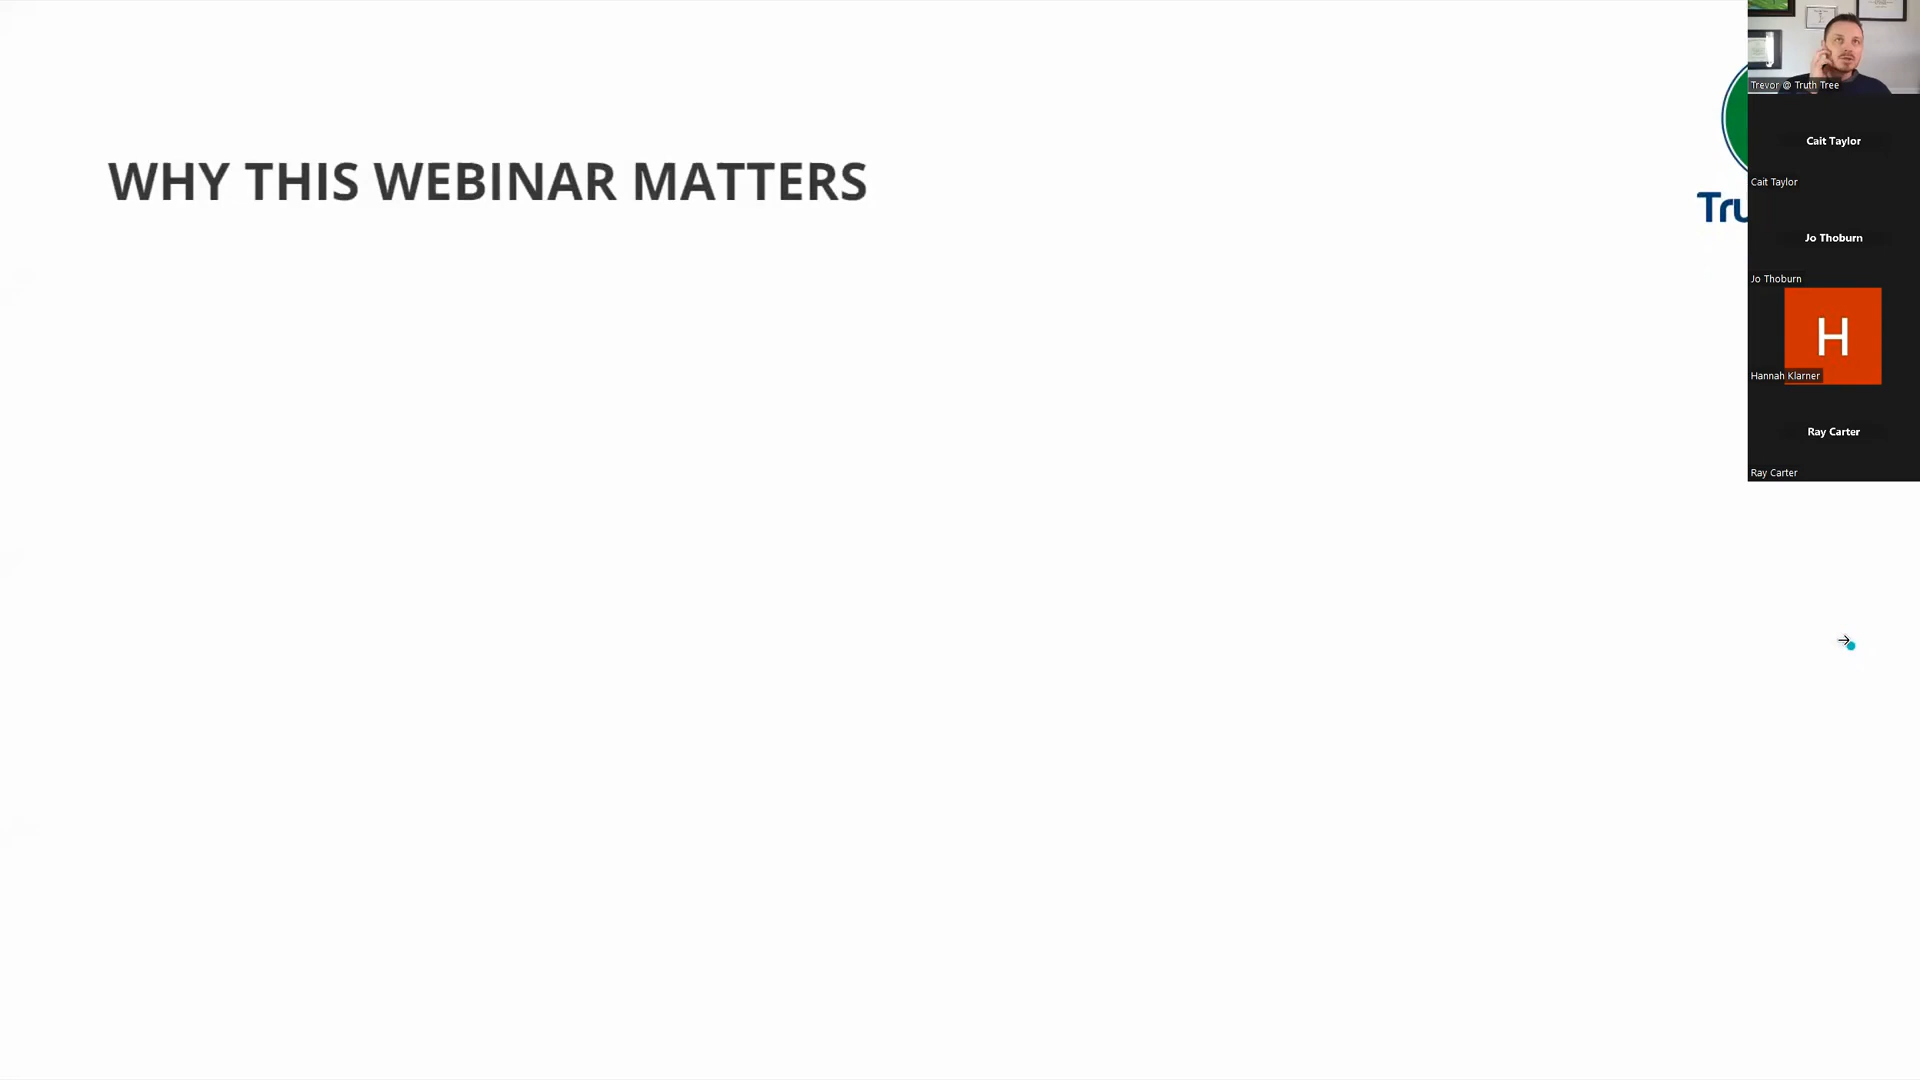 WHY THIS WEBINAR MATTERS
Tru
Trevor @ Truth Tree
Cait Taylor
Cait Taylor
Jo Thoburn
Jo Thoburn
H
Hannah Klarner
Ray Carter
Ray Carter